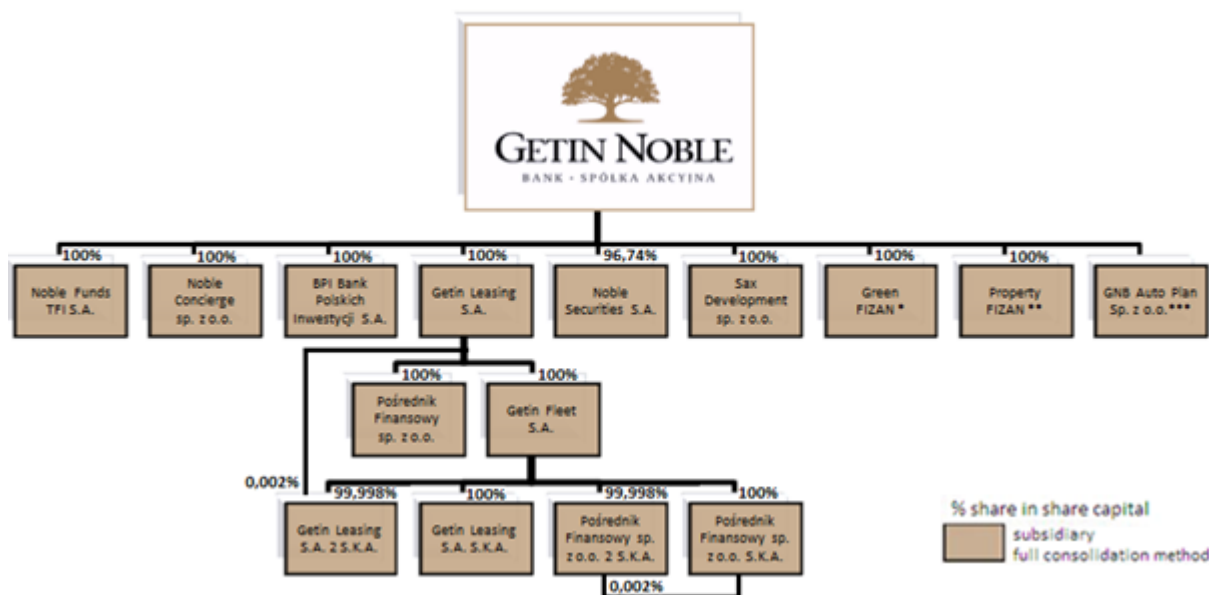 GETIN NOBLE
BANK • SPÓŁKA AKCYJNA
100%
100%
100%
100%
96,74%
100%
100%
100%
Noble Funds
TFI S.A.
Noble
Concierge
sp. z o.o.
BPI Bank
Polskich
Inwestycji S.A.
Getin Leasing
S.A.
Noble
Securities S.A.
Sax
Development
sp. z o.o.
Green
FIZAN *
Property
FIZAN **
GNB Auto Plan
Sp. z o.o.***
100%
100%
Pośrednik
Finansowy
sp. z o.o.
Getin Fleet
S.A.
0,002%
99,998%
100%
99,998%
100%
Getin Leasing
S.A. 2 S.K.A.
Getin Leasing
S.A. S.K.A.
Pośrednik
Finansowy sp.
z o.o. 2 S.K.A.
Pośrednik
Finansowy sp.
z o.o. S.K.A.
0,002%
% share in share capital
subsidiary
full consolidation method